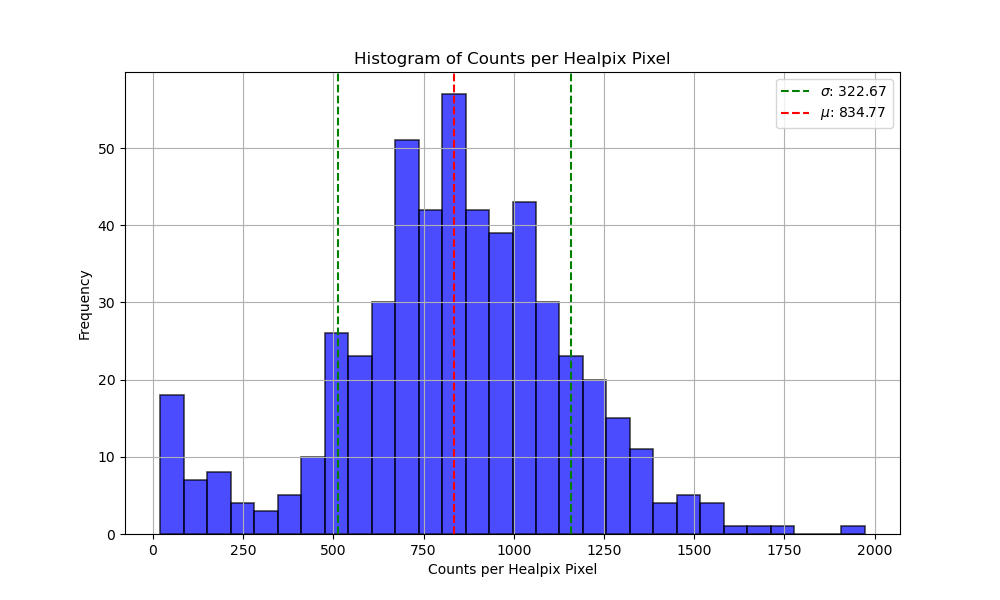 Histogram of Counts per Healpix Pixel
σ: 322.67
μ: 834.77
Frequency
50
40
30
20
10
0
0 250 500 750 1000 1250 1500 1750 2000
Counts per Healpix Pixel